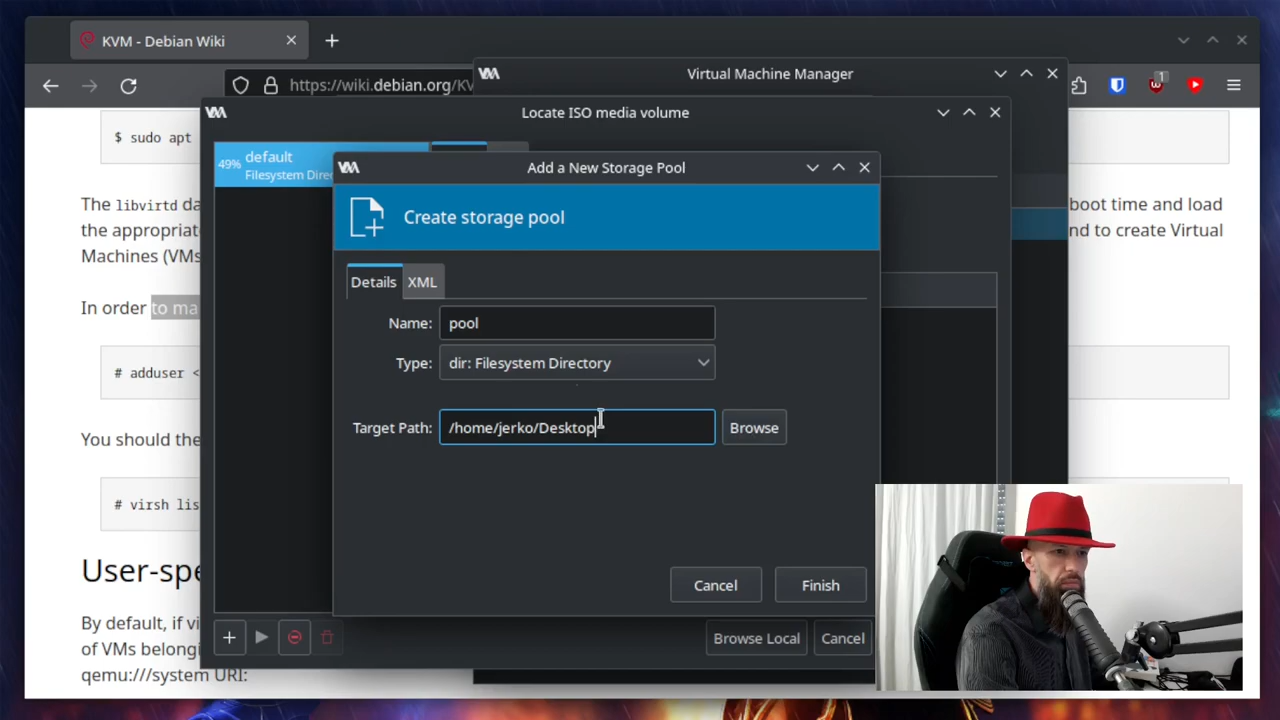 KVM - Debian Wiki
https://wiki.debian.org/KV
Virtual Machine Manager
1
Locate ISO media volume
$ sudo apt
49%
default
Filesystem Direc
Add a New Storage Pool
Create storage pool
The libvirtd da
boot time and load
the appropriate
nd to create Virtual
Machines (VMs
Details
XML
In order to ma
Name:
pool
Type:
dir: Filesystem Directory
# adduser <
Target Path:
/home/jerko/Desktop
Browse
You should the
# virsh lis
User-spe
Cancel
Finish
By default, if vi
of VMs belongi
Browse Local
Cancel
qemu:///system URI: